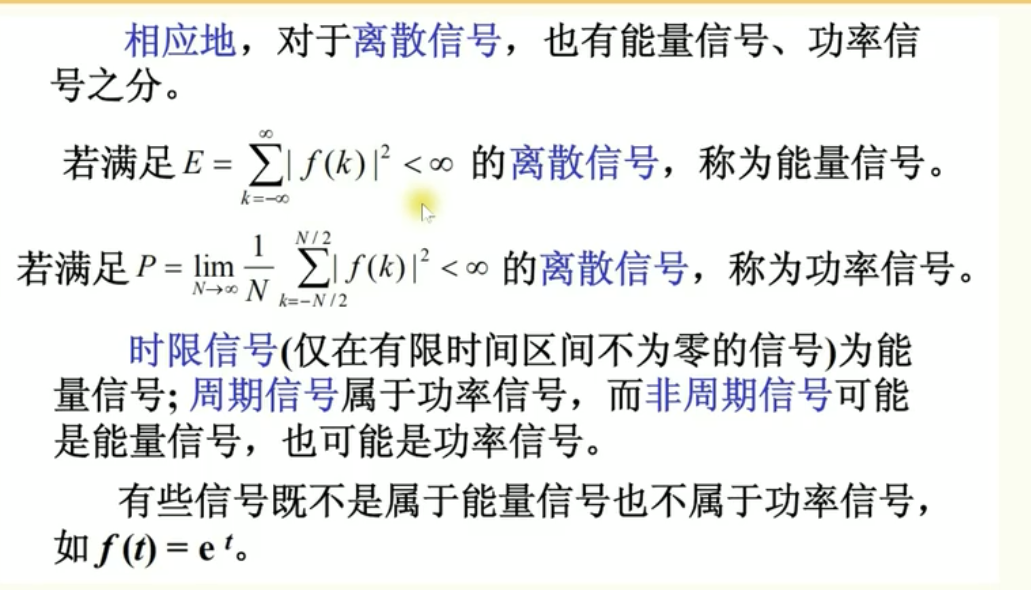 相应地，对于离散信号，也有能量信号、功率信
号之分。
若满足 $E = \sum_{k=-\infty}^{\infty} |f(k)|^2 < \infty$ 的离散信号，称为能量信号。
若满足 $P = \lim_{N \to \infty} \frac{1}{N} \sum_{k=-N/2}^{N/2} |f(k)|^2 < \infty$ 的离散信号，称为功率信号。
时限信号(仅在有限时间区间不为零的信号)为能
量信号; 周期信号属于功率信号，而非周期信号可能
是能量信号，也可能是功率信号。
有些信号既不是属于能量信号也不属于功率信号，
如 $f(t) = e^t$。